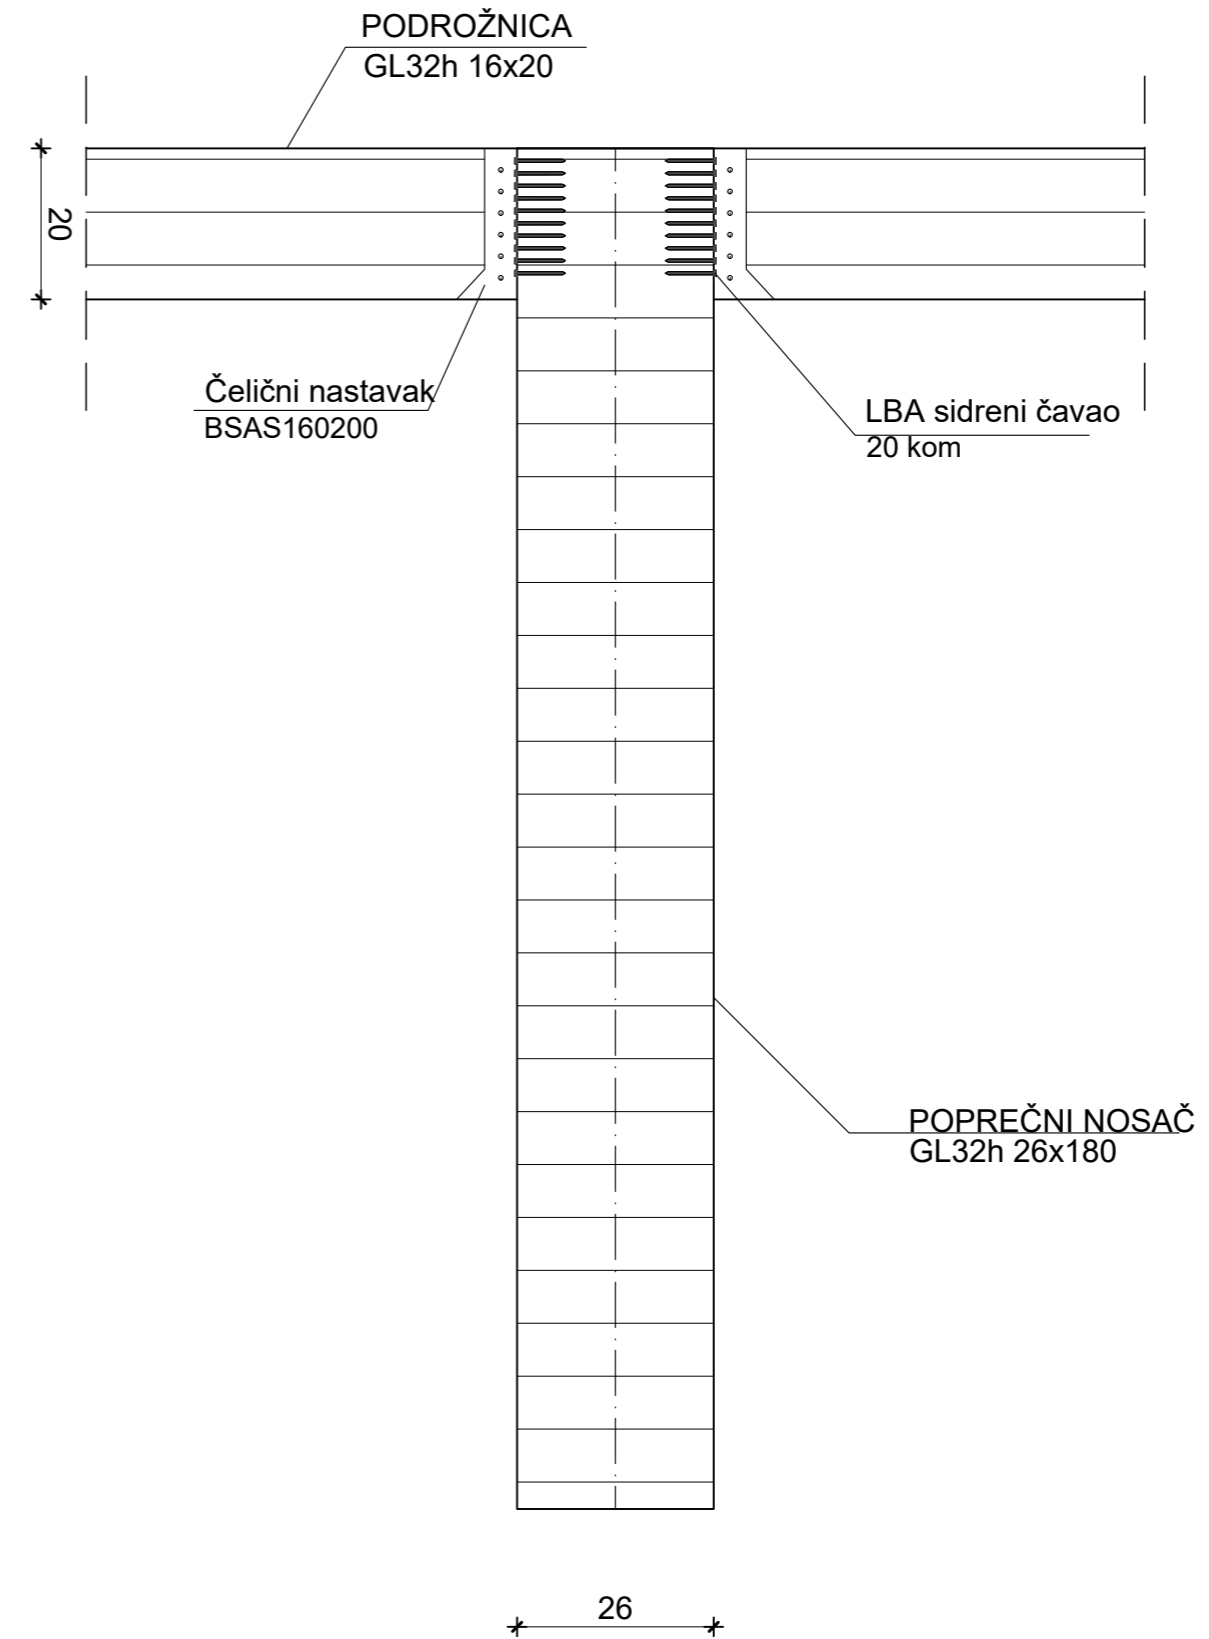 PODROŽNICA
GL32h 16x20
20
Čelični nastavak
BSAS160200
LBA sidreni čavao
20 kom
POPREČNI NOSAČ
GL32h 26x180
26